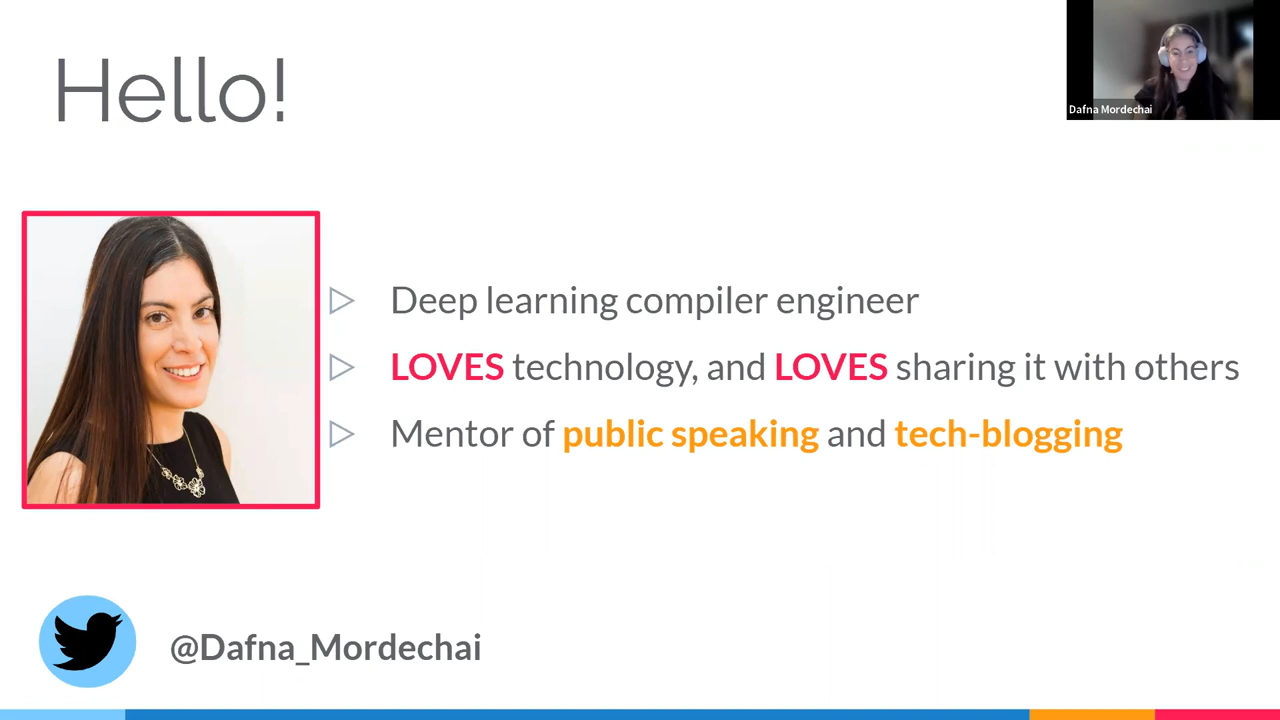 Hello!
Dafna Mordechai
Deep learning compiler engineer
LOVES technology, and LOVES sharing it with others
Mentor of public speaking and tech-blogging
@Dafna_Mordechai